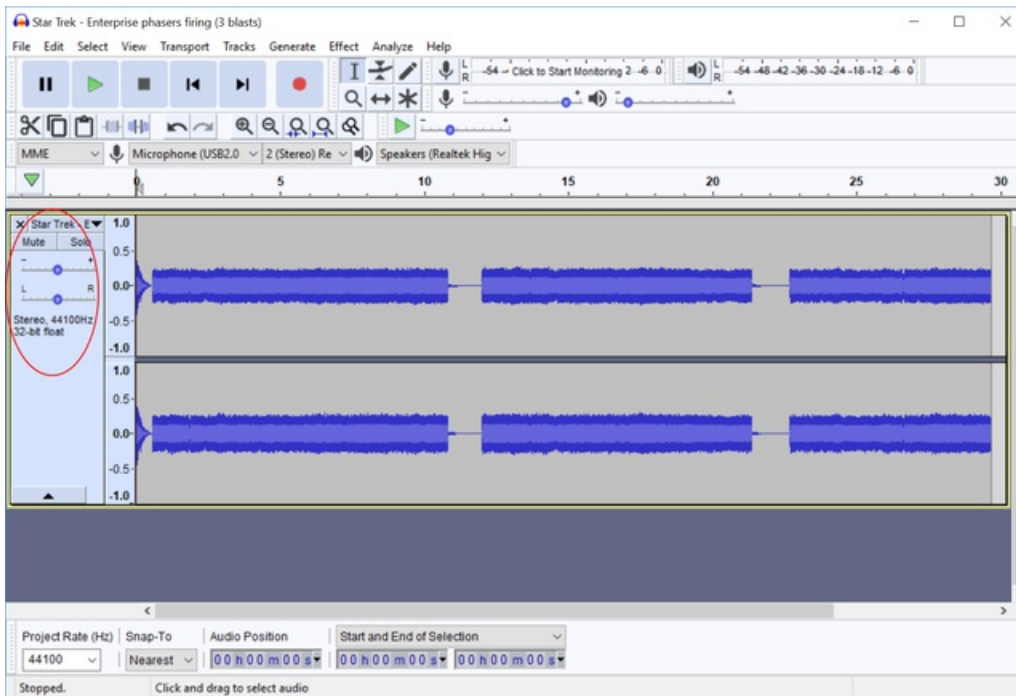 Star Trek - Enterprise phasers firing (3 blasts)
File Edit Select View Transport Tracks Generate Effect Analyze Help
L R -54 - Click to Start Monitoring 2 -6 0 L R -54 -48 -42 -36 -30 -24 -18 -12 -6 0
- + - +
- +
MME Microphone (USB2.0 2 (Stereo) Re Speakers (Realtek Hig
0 5 10 15 20 25 30
Star Trek - E
Mute Solo
- +
L R
Stereo, 44100Hz
32-bit float
1.0
0.5
0.0
-0.5
-1.0
1.0
0.5
0.0
-0.5
-1.0
Project Rate (Hz) Snap-To Audio Position Start and End of Selection
44100 Nearest 00 h 00 m 00 s 00 h 00 m 00 s 00 h 00 m 00 s
Stopped. Click and drag to select audio